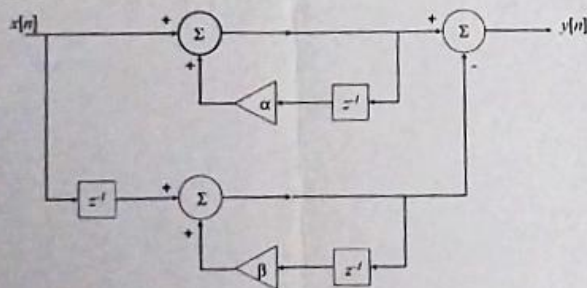 x[n] + Σ + Σ y[n]
+ -
α z⁻¹
z⁻¹ + Σ
+
β z⁻¹